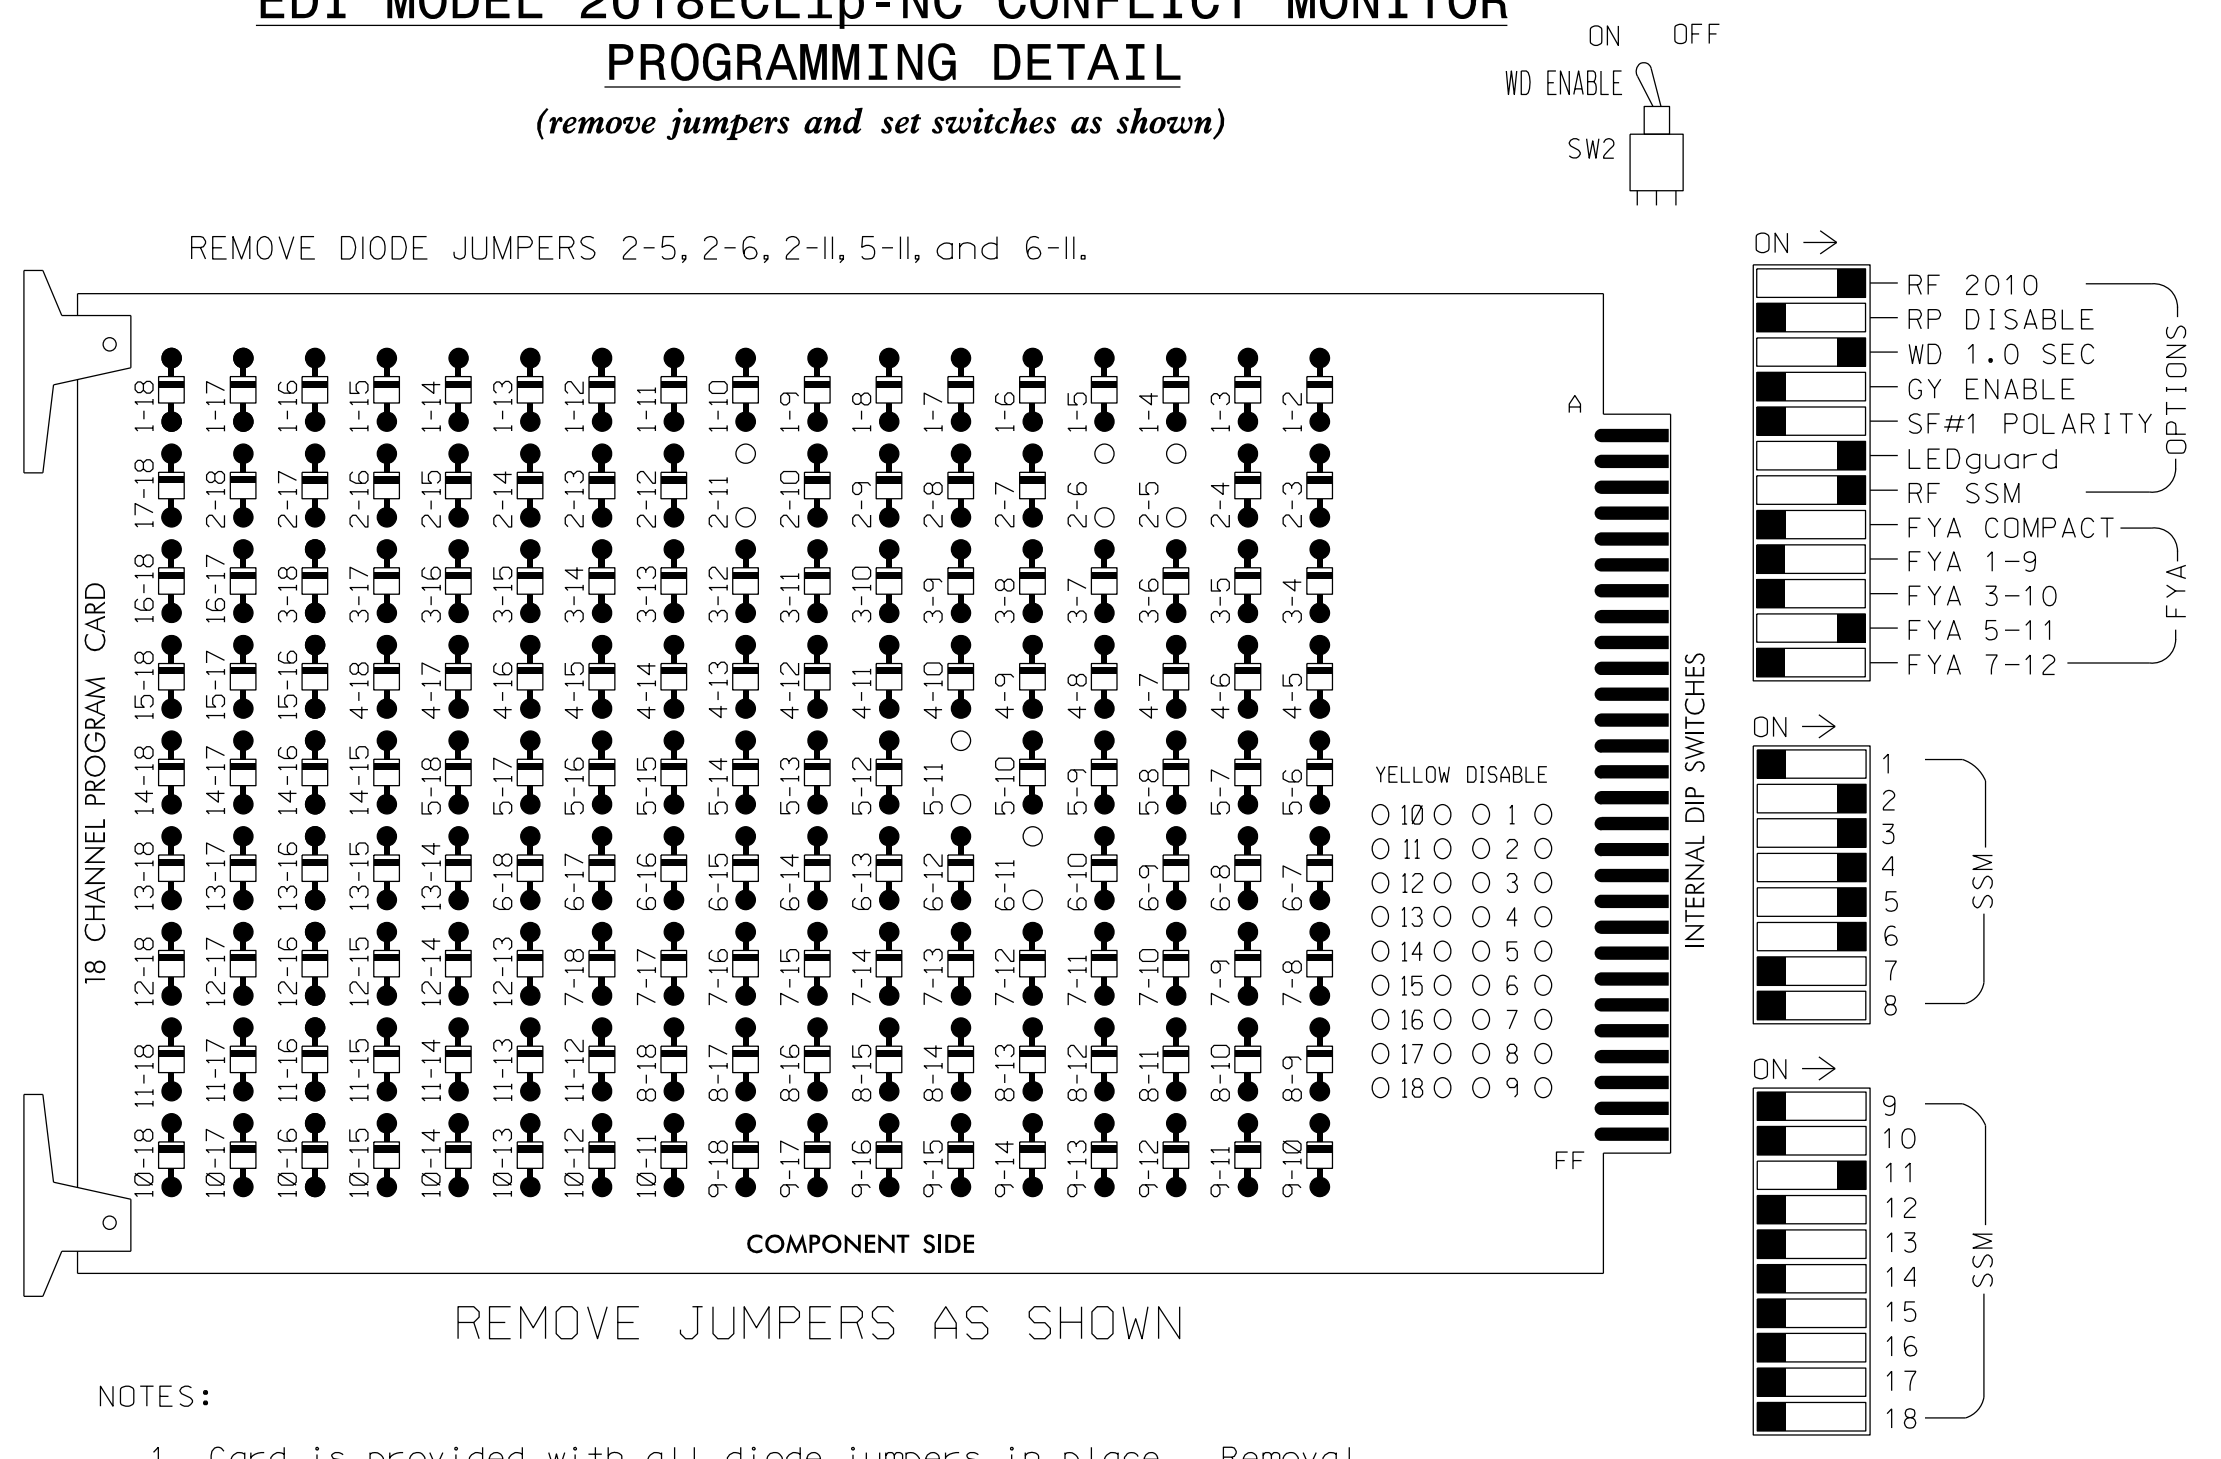 EDI MODEL 2018ECLip-NC CONFLICT MONITOR
PROGRAMMING DETAIL
(remove jumpers and set switches as shown)
ON OFF
WD ENABLE
SW2
REMOVE DIODE JUMPERS 2-5, 2-6, 2-11, 5-11, and 6-11.
18 CHANNEL PROGRAM CARD
1-18 1-17 1-16 1-15 1-14 1-13 1-12 1-11 1-10 1-9 1-8 1-7 1-6 1-5 1-4 1-3 1-2
17-18 2-18 2-17 2-16 2-15 2-14 2-13 2-12 2-11 2-10 2-9 2-8 2-7 2-6 2-5 2-4 2-3
16-18 16-17 3-18 3-17 3-16 3-15 3-14 3-13 3-12 3-11 3-10 3-9 3-8 3-7 3-6 3-5 3-4
15-18 15-17 15-16 4-18 4-17 4-16 4-15 4-14 4-13 4-12 4-11 4-10 4-9 4-8 4-7 4-6 4-5
14-18 14-17 14-16 14-15 5-18 5-17 5-16 5-15 5-14 5-13 5-12 5-11 5-10 5-9 5-8 5-7 5-6
13-18 13-17 13-16 13-15 13-14 6-18 6-17 6-16 6-15 6-14 6-13 6-12 6-11 6-10 6-9 6-8 6-7
12-18 12-17 12-16 12-15 12-14 12-13 7-18 7-17 7-16 7-15 7-14 7-13 7-12 7-11 7-10 7-9 7-8
11-18 11-17 11-16 11-15 11-14 11-13 11-12 8-18 8-17 8-16 8-15 8-14 8-13 8-12 8-11 8-10 8-9
10-18 10-17 10-16 10-15 10-14 10-13 10-12 10-11 9-18 9-17 9-16 9-15 9-14 9-13 9-12 9-11 9-10
COMPONENT SIDE
A
YELLOW DISABLE
10 1
11 2
12 3
13 4
14 5
15 6
16 7
17 8
18 9
FF
INTERNAL DIP SWITCHES
ON
RF 2010
RP DISABLE
WD 1.0 SEC
GY ENABLE
SF#1 POLARITY
LEDguard
RF SSM
OPTIONS
FYA COMPACT
FYA 1-9
FYA 3-10
FYA 5-11
FYA 7-12
FYA
ON
1
2
3
4
5
6
7
8
SSM
ON
9
10
11
12
13
14
15
16
17
18
SSM
REMOVE JUMPERS AS SHOWN
NOTES:
1. Card is provided with all diode jumpers in place. Removal